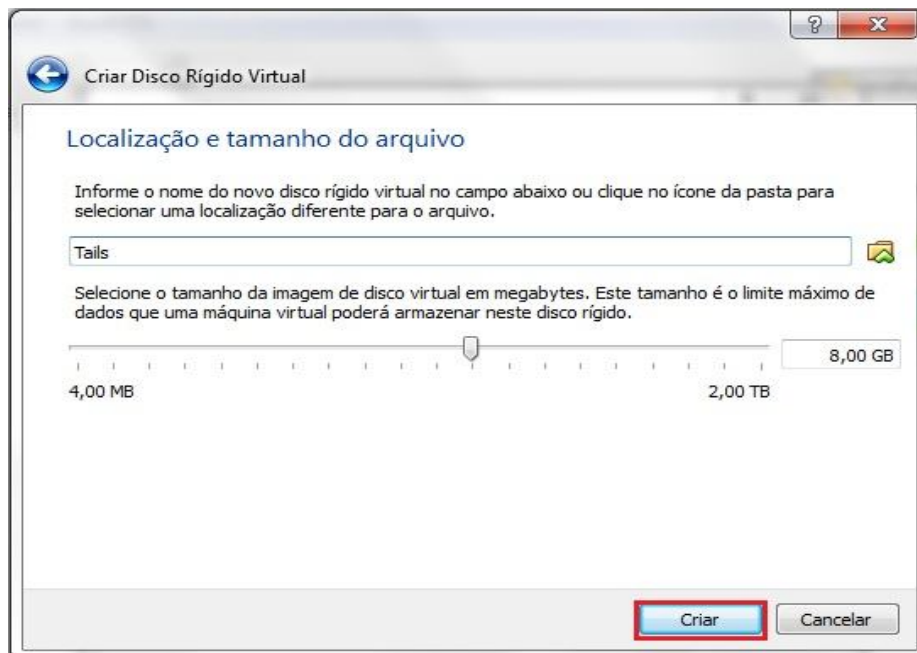 ?
X
Criar Disco Rígido Virtual
Localização e tamanho do arquivo
Informe o nome do novo disco rígido virtual no campo abaixo ou clique no ícone da pasta para
selecionar uma localização diferente para o arquivo.
Tails
Selecione o tamanho da imagem de disco virtual em megabytes. Este tamanho é o limite máximo de
dados que uma máquina virtual poderá armazenar neste disco rígido.
8,00 GB
4,00 MB
2,00 TB
Criar
Cancelar